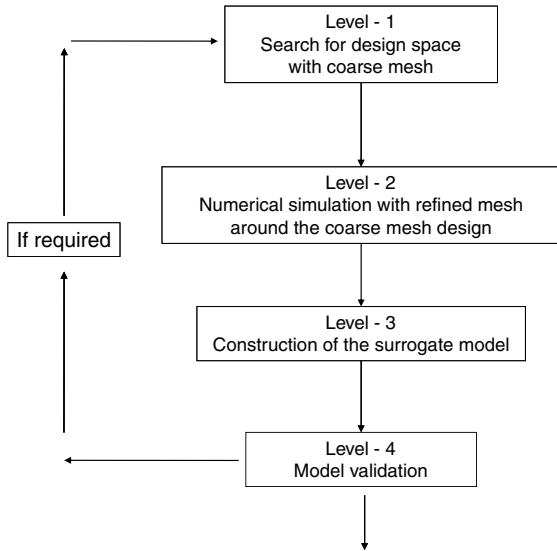 Level - 1
Search for design space
with coarse mesh
Level - 2
Numerical simulation with refined mesh
around the coarse mesh design
If required
Level - 3
Construction of the surrogate model
Level - 4
Model validation